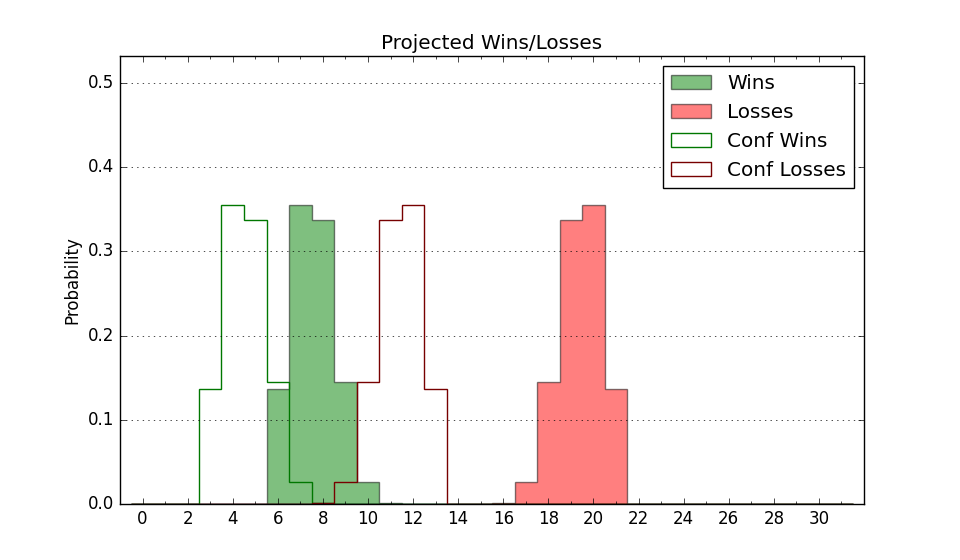 Projected Wins/Losses
Wins
Losses
Conf Wins
Conf Losses
Probability
0.5
0.4
0.3
0.2
0.1
0.0
0 2 4 6 8 10 12 14 16 18 20 22 24 26 28 30